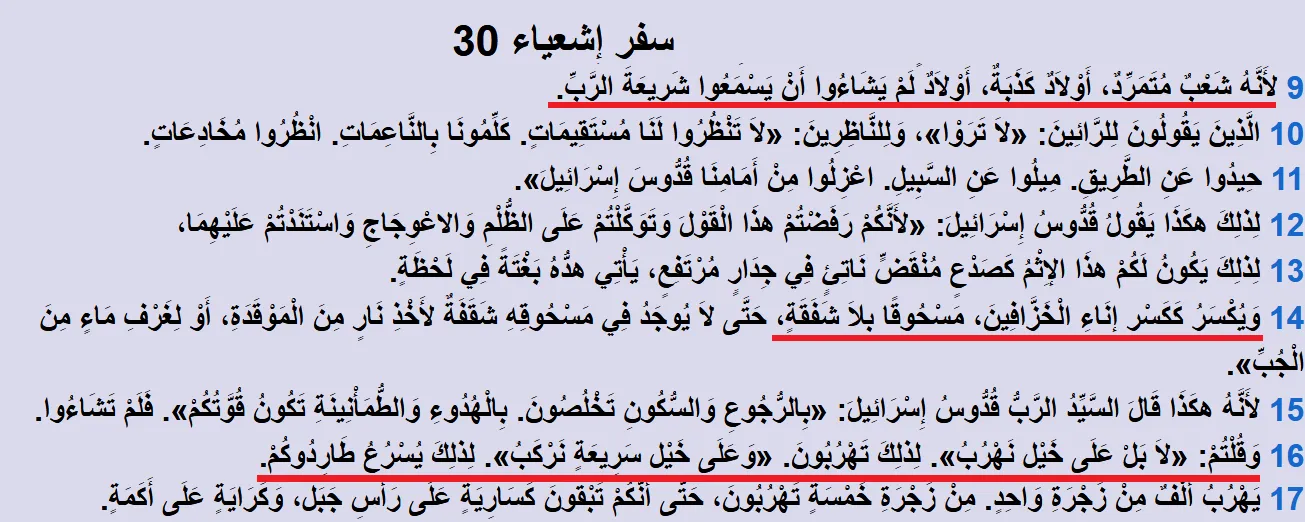 سفر إشعياء 30
9 لأَنَّهُ شَعْبٌ مُتَمَرِّدٌ، أَوْلاَدٌ كَذَبَةٌ، أَوْلاَدٌ لَمْ يَشَاءُوا أَنْ يَسْمَعُوا شَرِيعَةَ الرَّبِّ.
10 الَّذِينَ يَقُولُونَ لِلرَّائِينَ: «لاَ تَرَوْا»، وَلِلنَّاظِرِينَ: «لاَ تَنْظُرُوا لَنَا مُسْتَقِيمَاتٍ. كَلِّمُونَا بِالنَّاعِمَاتِ. انْظُرُوا مُخَادِعَاتٍ.
11 حِيدُوا عَنِ الطَّرِيقِ. مِيلُوا عَنِ السَّبِيلِ. اعْزِلُوا مِنْ أَمَامِنَا قُدُّوسَ إِسْرَائِيلَ».
12 لِذلِكَ هكَذَا يَقُولُ قُدُّوسُ إِسْرَائِيلَ: «لأَنَّكُمْ رَفَضْتُمْ هذَا الْقَوْلَ وَتَوَكَّلْتُمْ عَلَى الظُّلْمِ وَالاعْوِجَاجِ وَاسْتَنَدْتُمْ عَلَيْهِمَا،
13 لِذلِكَ يَكُونُ لَكُمْ هذَا الإِثْمُ كَصَدْعٍ مُنْقَضٍّ نَاتِئٍ فِي جِدَارٍ مُرْتَفِعٍ، يَأْتِي هدُّهُ بَغْتَةً فِي لَحْظَةٍ.
14 وَيُكْسَرُ كَكَسْرِ إِنَاءِ الْخَزَّافِينَ، مَسْحُوقًا بِلاَ شَفَقَةٍ، حَتَّى لاَ يُوجَدُ فِي مَسْحُوقِهِ شَقَفَةٌ لأَخْذِ نَارٍ مِنَ الْمَوْقَدَةِ، أَوْ لِغَرْفِ مَاءٍ مِنَ
الْجُبِّ».
15 لأَنَّهُ هكَذَا قَالَ السَّيِّدُ الرَّبُّ قُدُّوسُ إِسْرَائِيلَ: «بِالرُّجُوعِ وَالسُّكُونِ تَخْلُصُونَ. بِالْهُدُوءِ وَالطُّمَأْنِينَةِ تَكُونُ قُوَّتُكُمْ». فَلَمْ تَشَاءُوا.
16 وَقُلْتُمْ: «لاَ بَلْ عَلَى خَيْل نَهْرُبُ». لِذلِكَ تَهْرُبُونَ. «وَعَلَى خَيْل سَرِيعَةٍ نَرْكَبُ». لِذلِكَ يُسْرُعُ طَارِدُوكُمْ.
17 يَهْرُبُ أَلْفٌ مِنْ زَجْرَةِ وَاحِدٍ. مِنْ زَجْرَةِ خَمْسَةٍ تَهْرُبُونَ، حَتَّى أَنَّكُمْ تَبْقَونَ كَسَارِيَةٍ عَلَى رَأْسِ جَبَل، وَكَرَايَةٍ عَلَى أَكَمَةٍ.